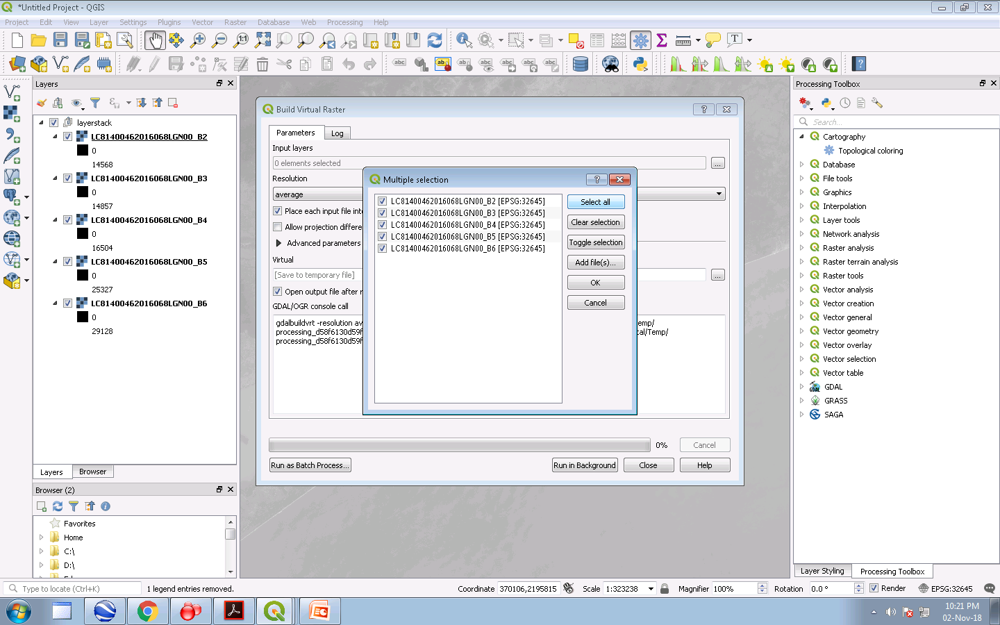 *Untitled Project - QGIS
Project Edit View Layer Settings Plugins Vector Raster Database Web Processing Help
Layers
layerstack
LC81400462016068LGN00_B2
0
14568
LC81400462016068LGN00_B3
0
14857
LC81400462016068LGN00_B4
0
16504
LC81400462016068LGN00_B5
0
25327
LC81400462016068LGN00_B6
0
29128
Layers Browser
Browser (2)
Favorites
Home
C:\
D:\
Build Virtual Raster
Parameters Log
Input layers
0 elements selected
...
Resolution
average
Place each input file int
Allow projection differe
Advanced parameters
Virtual
[Save to temporary file]
...
Open output file after r
GDAL/OGR console call
gdalbuildvrt -resolution av
emp/
processing_d58f6130d59f
cal/Temp/
processing_d58f6130d59f
0%
Cancel
Run as Batch Process...
Run in Background
Close
Help
Multiple selection
LC81400462016068LGN00_B2 [EPSG:32645]
LC81400462016068LGN00_B3 [EPSG:32645]
LC81400462016068LGN00_B4 [EPSG:32645]
LC81400462016068LGN00_B5 [EPSG:32645]
LC81400462016068LGN00_B6 [EPSG:32645]
Select all
Clear selection
Toggle selection
Add file(s)...
OK
Cancel
Processing Toolbox
Search...
Cartography
Topological coloring
Database
File tools
Graphics
Interpolation
Layer tools
Network analysis
Raster analysis
Raster terrain analysis
Raster tools
Vector analysis
Vector creation
Vector general
Vector geometry
Vector overlay
Vector selection
Vector table
GDAL
GRASS
SAGA
Layer Styling Processing Toolbox
Type to locate (Ctrl+K)
1 legend entries removed.
Coordinate 370106,2195815
Scale 1:323238
Magnifier 100%
Rotation 0.0 °
Render
EPSG:32645
10:21 PM
02-Nov-18